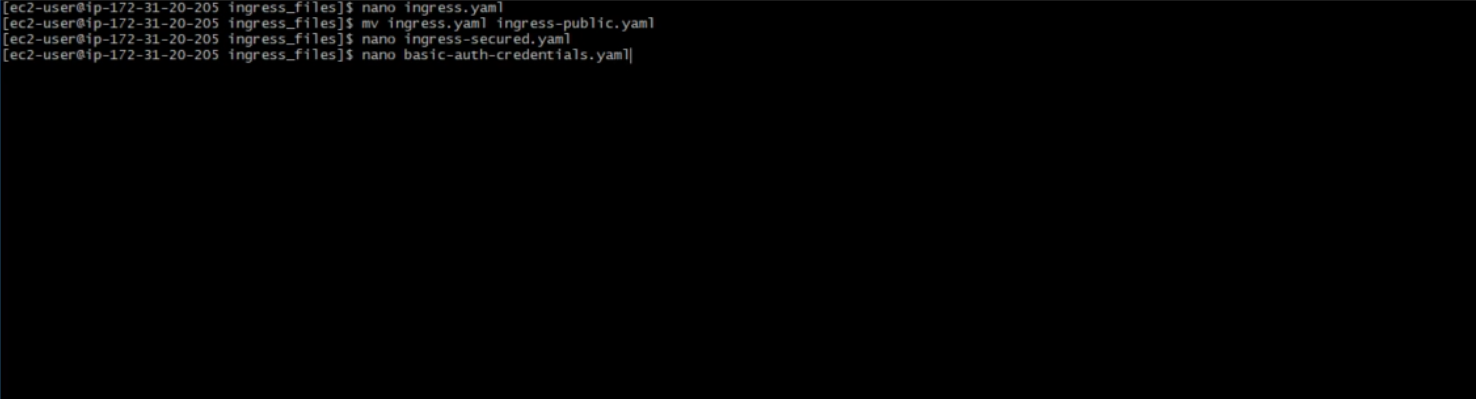 [ec2-user@ip-172-31-20-205 ingress_files]$ nano ingress.yaml
[ec2-user@ip-172-31-20-205 ingress_files]$ mv ingress.yaml ingress-public.yaml
[ec2-user@ip-172-31-20-205 ingress_files]$ nano ingress-secured.yaml
[ec2-user@ip-172-31-20-205 ingress_files]$ nano basic-auth-credentials.yaml